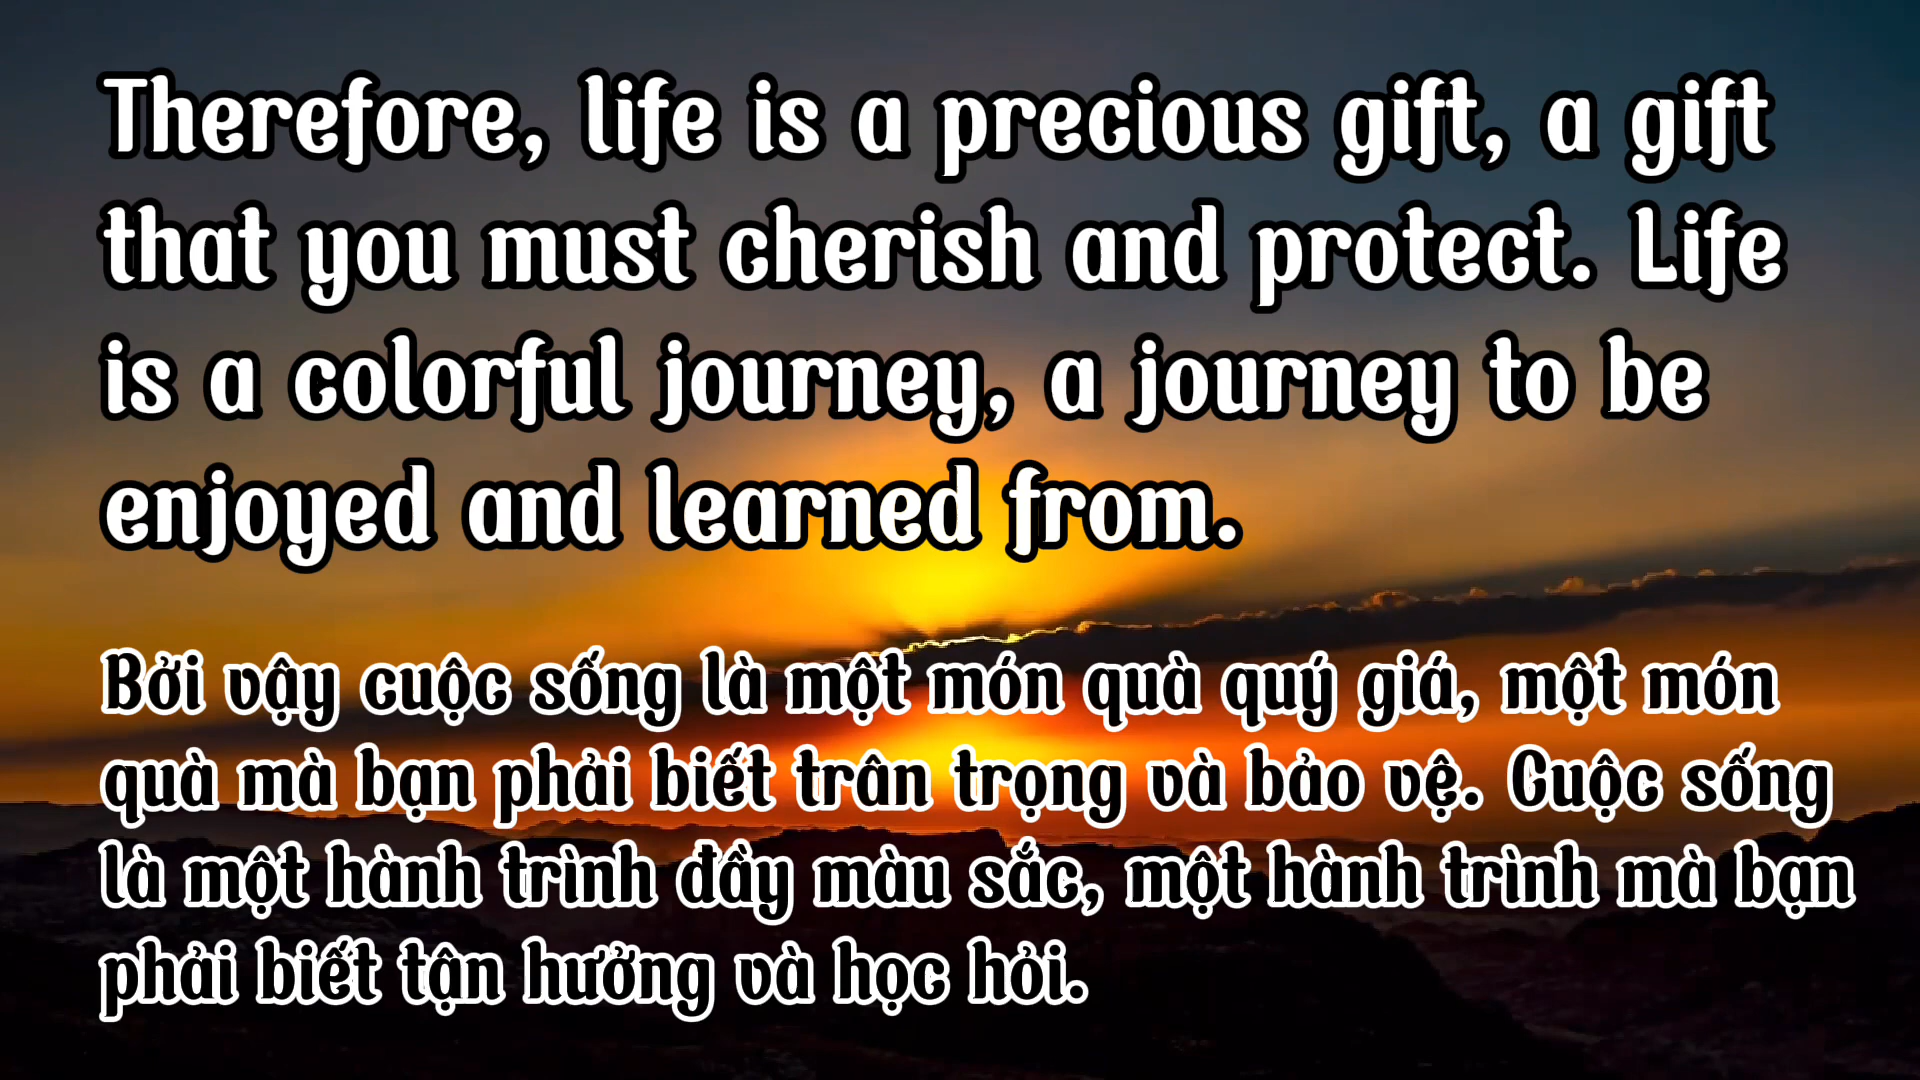 Therefore, life is a precious gift, a gift
that you must cherish and protect. Life
is a colorful journey, a journey to be
enjoyed and learned from.
Bởi vậy cuộc sống là một món quà quý giá, một món
quà mà bạn phải biết trân trọng và bảo vệ. Cuộc sống
là một hành trình đầy màu sắc, một hành trình mà bạn
phải biết tận hưởng và học hỏi.